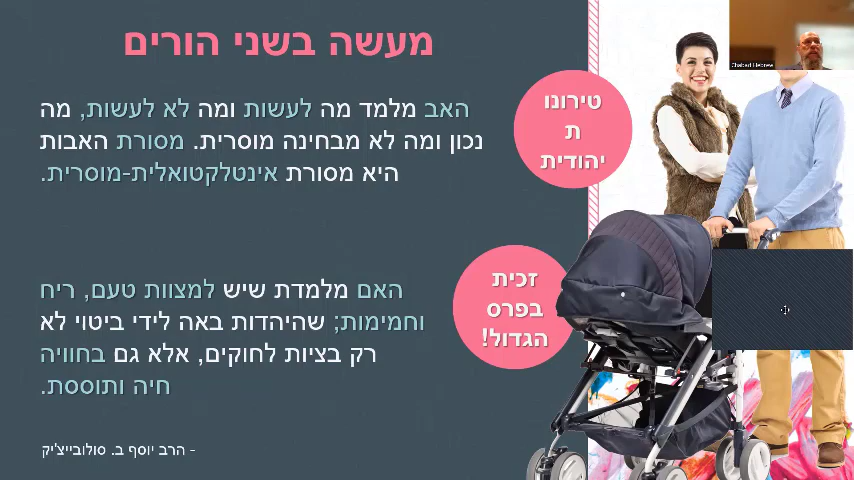 מעשה בשני הורים
Chabad Hebrew
טירונו
ת
יהודית
האב מלמד מה לעשות ומה לא לעשות, מה
נכון ומה לא מבחינה מוסרית. מסורת האבות
היא מסורת אינטלקטואלית-מוסרית.
זכית
בפרס
הגדול!
האם מלמדת שיש למצוות טעם, ריח
וחמימות; שהיהדות באה לידי ביטוי לא
רק בציות לחוקים, אלא גם בחוויה
חיה ותוססת.
- הרב יוסף ב. סולובייצ'יק